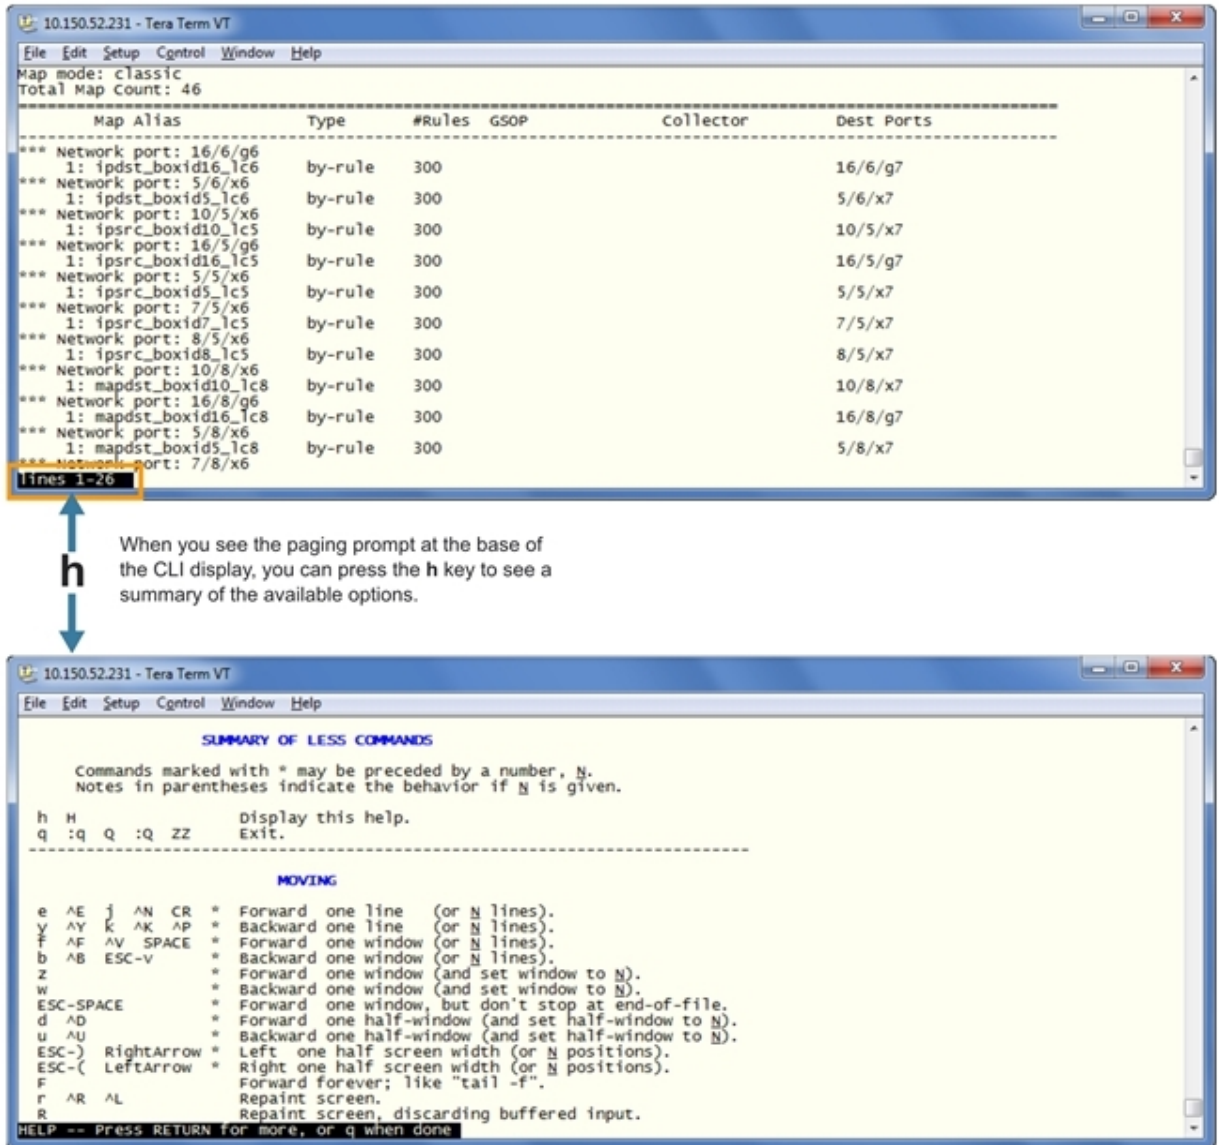 10.150.52.231 - Tera Term VT
File Edit Setup Control Window Help
Map mode: classic
Total Map Count: 46
================================================================================
Map Alias Type #Rules GSOP Collector Dest Ports
--------------------------------------------------------------------------------
*** Network port: 16/6/g6
1: ipdst_boxid16_lc6 by-rule 300 16/6/g7
*** Network port: 5/6/x6
1: ipdst_boxid5_lc6 by-rule 300 5/6/x7
*** Network port: 10/5/x6
1: ipsrc_boxid10_lc5 by-rule 300 10/5/x7
*** Network port: 16/5/g6
1: ipsrc_boxid16_lc5 by-rule 300 16/5/g7
*** Network port: 5/5/x6
1: ipsrc_boxid5_lc5 by-rule 300 5/5/x7
*** Network port: 7/5/x6
1: ipsrc_boxid7_lc5 by-rule 300 7/5/x7
*** Network port: 8/5/x6
1: ipsrc_boxid8_lc5 by-rule 300 8/5/x7
*** Network port: 10/8/x6
1: mapdst_boxid10_lc8 by-rule 300 10/8/x7
*** Network port: 16/8/g6
1: mapdst_boxid16_lc8 by-rule 300 16/8/g7
*** Network port: 5/8/x6
1: mapdst_boxid5_lc8 by-rule 300 5/8/x7
*** Network port: 7/8/x6
lines 1-26
h
When you see the paging prompt at the base of
the CLI display, you can press the h key to see a
summary of the available options.
10.150.52.231 - Tera Term VT
File Edit Setup Control Window Help
SUMMARY OF LESS COMMANDS
Commands marked with * may be preceded by a number, N.
Notes in parentheses indicate the behavior if N is given.
h H Display this help.
q :q Q :Q ZZ Exit.
--------------------------------------------------------------------------------
MOVING
e ^E j ^N CR * Forward one line (or N lines).
y ^Y k ^K ^P * Backward one line (or N lines).
f ^F ^V SPACE * Forward one window (or N lines).
b ^B ESC-v * Backward one window (or N lines).
z * Forward one window (and set window to N).
w * Backward one window (and set window to N).
ESC-SPACE * Forward one window, but don't stop at end-of-file.
d ^D * Forward one half-window (and set half-window to N).
u ^U * Backward one half-window (and set half-window to N).
ESC-) RightArrow * Left one half screen width (or N positions).
ESC-( LeftArrow * Right one half screen width (or N positions).
F Forward forever; like "tail -f".
r ^R ^L Repaint screen.
R Repaint screen, discarding buffered input.
HELP -- Press RETURN for more, or q when done